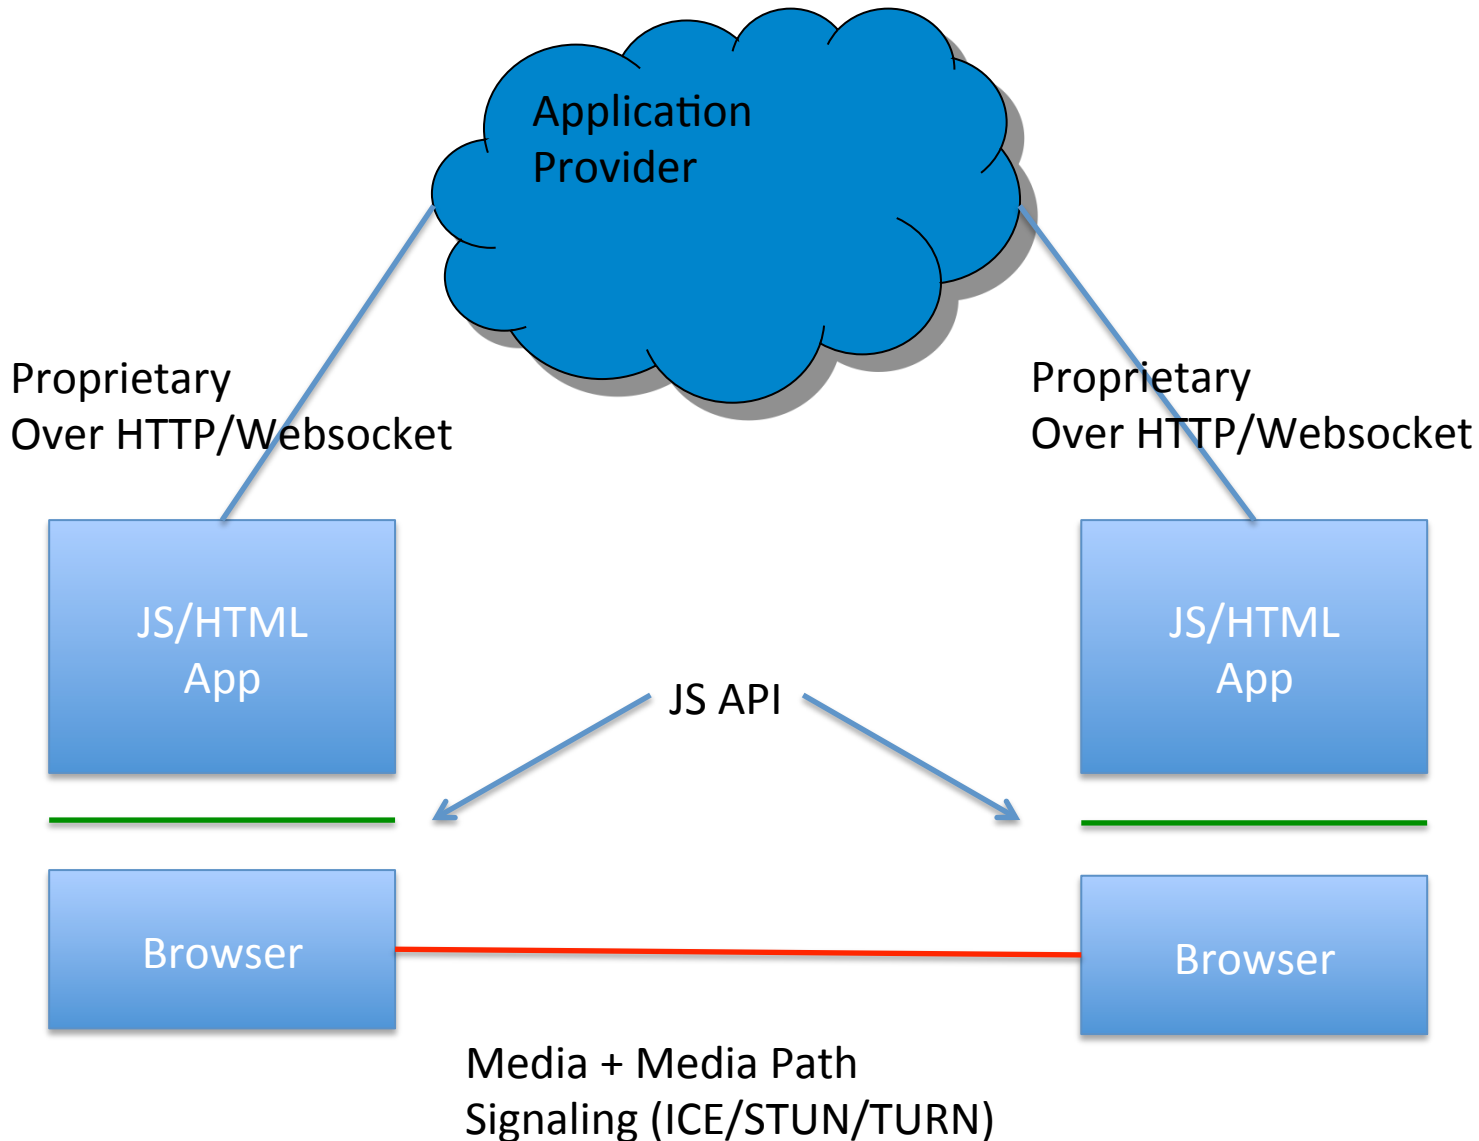 Application
Provider
Proprietary
Over HTTP/Websocket
Proprietary
Over HTTP/Websocket
JS/HTML
App
JS/HTML
App
JS API
Browser
Browser
Media + Media Path
Signaling (ICE/STUN/TURN)